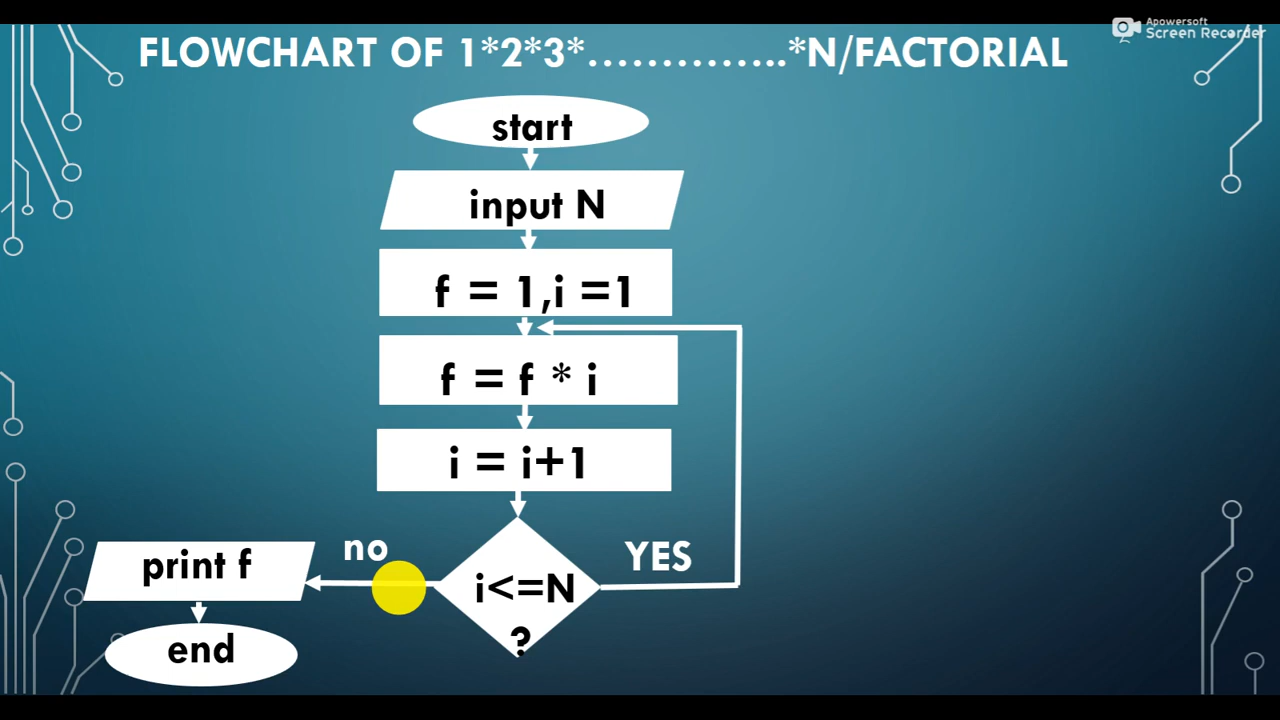 Apowersoft
Screen Recorder
FLOWCHART OF 1*2*3*…………..*N/FACTORIAL
start
input N
f = 1,i =1
f = f * i
i = i+1
i<=N
?
YES
no
print f
end